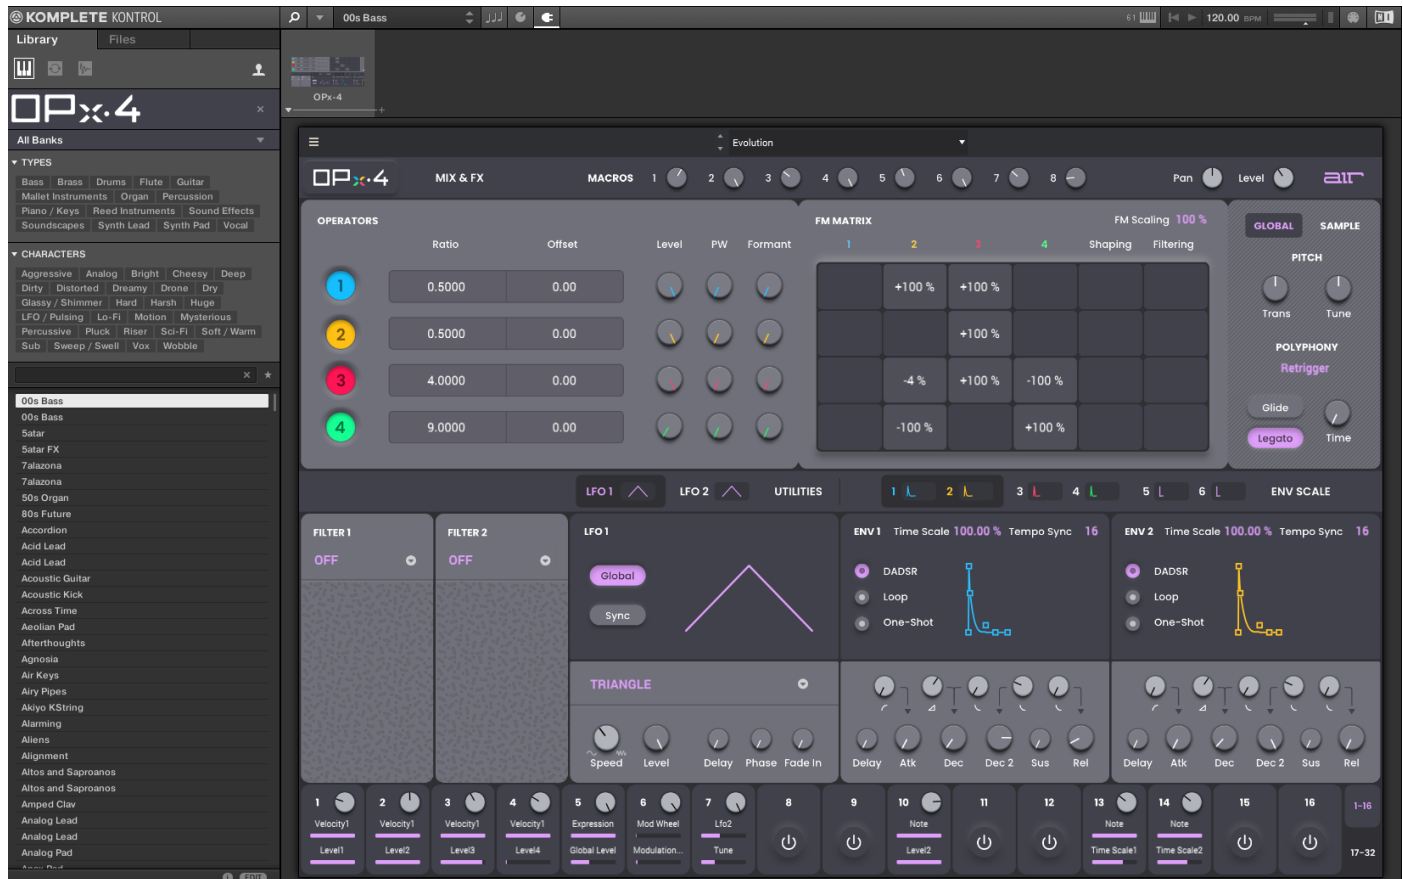 KOMPLETE KONTROL
00s Bass
61
120.00 BPM
NI
Library
Files
OPx-4
OPx-4
All Banks
TYPES
Bass Brass Drums Flute Guitar
Mallet Instruments Organ Percussion
Piano / Keys Reed Instruments Sound Effects
Soundscapes Synth Lead Synth Pad Vocal
CHARACTERS
Aggressive Analog Bright Cheesy Deep
Dirty Distorted Dreamy Drone Dry
Glassy / Shimmer Hard Harsh Huge
LFO / Pulsing Lo-Fi Motion Mysterious
Percussive Pluck Riser Sci-Fi Soft / Warm
Sub Sweep / Swell Vox Wobble
00s Bass
00s Bass
5atar
5atar FX
7alazona
7alazona
50s Organ
80s Future
Accordion
Acid Lead
Acid Lead
Acoustic Guitar
Acoustic Kick
Across Time
Aeolian Pad
Afterthoughts
Agnosia
Air Keys
Airy Pipes
Akiyo KString
Alarming
Aliens
Alignment
Altos and Saproanos
Altos and Saproanos
Amped Clav
Analog Lead
Analog Lead
Analog Pad
EDIT
Evolution
OPx-4
MIX & FX
MACROS 1 2 3 4 5 6 7 8
Pan
Level
air
OPERATORS
Ratio Offset Level PW Formant
1 0.5000 0.00
2 0.5000 0.00
3 4.0000 0.00
4 9.0000 0.00
FM MATRIX
FM Scaling 100 %
1 2 3 4 Shaping Filtering
+100 % +100 %
+100 %
-4 % +100 % -100 %
-100 % +100 %
GLOBAL SAMPLE
PITCH
Trans Tune
POLYPHONY
Retrigger
Glide
Legato
Time
LFO 1 LFO 2 UTILITIES
1 2 3 4 5 6 ENV SCALE
FILTER 1
OFF
FILTER 2
OFF
LFO 1
Global
Sync
TRIANGLE
Speed Level Delay Phase Fade In
ENV 1 Time Scale 100.00 % Tempo Sync 16
DADSR
Loop
One-Shot
Delay Atk Dec Dec 2 Sus Rel
ENV 2 Time Scale 100.00 % Tempo Sync 16
DADSR
Loop
One-Shot
Delay Atk Dec Dec 2 Sus Rel
1 2 3 4 5 6 7 8 9 10 11 12 13 14 15 16
1-16
Velocity1 Velocity1 Velocity1 Velocity1 Expression Mod Wheel Lfo2 Note Note Note
Level1 Level2 Level3 Level4 Global Level Modulation... Tune Level2 Time Scale1 Time Scale2
17-32